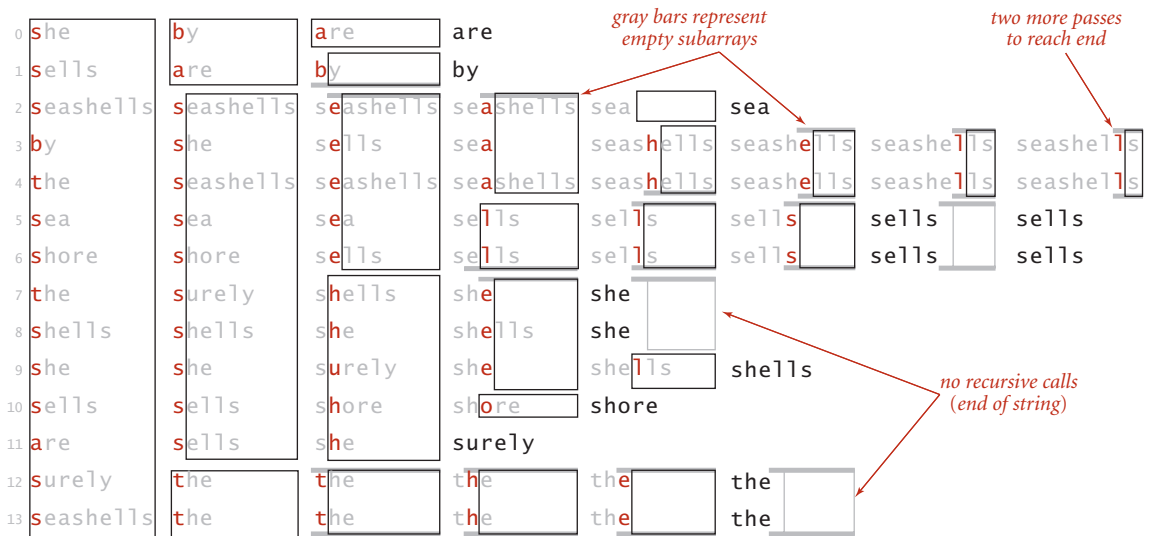 gray bars represent
empty subarrays
two more passes
to reach end
0 she by are are
1 sells are by by
2 seashells seashells seashells seashells sea sea
3 by she sells sea seashells seashells seashells seashells
4 the seashells seashells seashells seashells seashells seashells seashells
5 sea sea sea sells sells sells sells sells
6 shore shore sells sells sells sells sells sells
7 the surely shells she she
8 shells shells she shells she
9 she she surely she shells shells
10 sells sells shore shore shore
11 are sells she surely
12 surely the the the the the
13 seashells the the the the the
no recursive calls
(end of string)